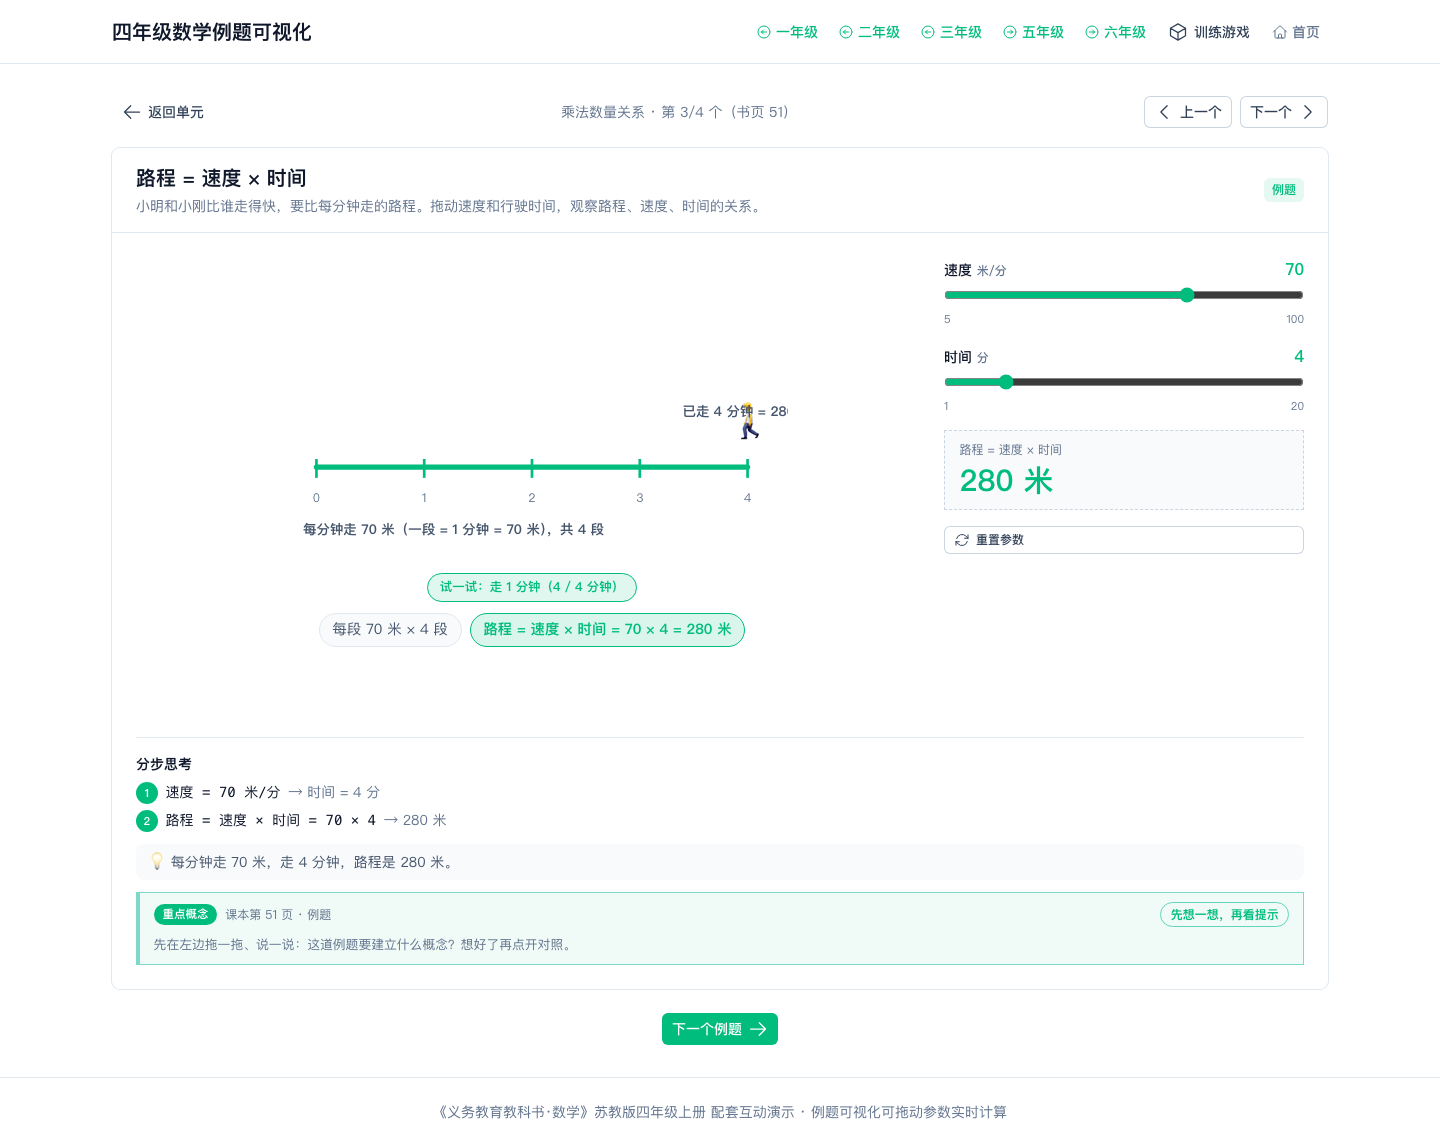 四年级数学例题可视化
一年级 二年级 三年级 五年级 六年级 训练游戏 首页
返回单元 乘法数量关系 · 第 3/4 个（书页 51） 上一个 下一个
路程 = 速度 × 时间
小明和小刚比谁走得快，要比每分钟走的路程。拖动速度和行驶时间，观察路程、速度、时间的关系。
例题
速度 米/分 70
5 100
时间 分 4
1 20
路程 = 速度 × 时间
280 米
重置参数
已走 4 分钟 = 28
0 1 2 3 4
每分钟走 70 米（一段 = 1 分钟 = 70 米），共 4 段
试一试：走 1 分钟（4 / 4 分钟）
每段 70 米 × 4 段 路程 = 速度 × 时间 = 70 × 4 = 280 米
分步思考
1 速度 = 70 米/分 → 时间 = 4 分
2 路程 = 速度 × 时间 = 70 × 4 → 280 米
每分钟走 70 米，走 4 分钟，路程是 280 米。
重点概念 课本第 51 页 · 例题 先想一想，再看提示
先在左边拖一拖、说一说：这道例题要建立什么概念？想好了再点开对照。
下一个例题
《义务教育教科书·数学》苏教版四年级上册 配套互动演示 · 例题可视化可拖动参数实时计算